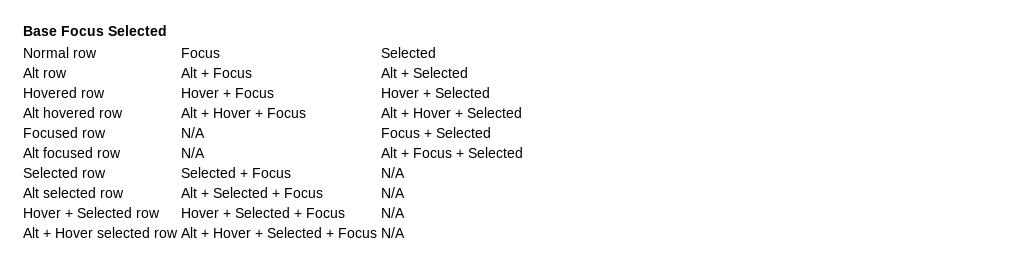 Base Focus Selected
Normal row Focus Selected
Alt row Alt + Focus Alt + Selected
Hovered row Hover + Focus Hover + Selected
Alt hovered row Alt + Hover + Focus Alt + Hover + Selected
Focused row N/A Focus + Selected
Alt focused row N/A Alt + Focus + Selected
Selected row Selected + Focus N/A
Alt selected row Alt + Selected + Focus N/A
Hover + Selected row Hover + Selected + Focus N/A
Alt + Hover selected row Alt + Hover + Selected + Focus N/A